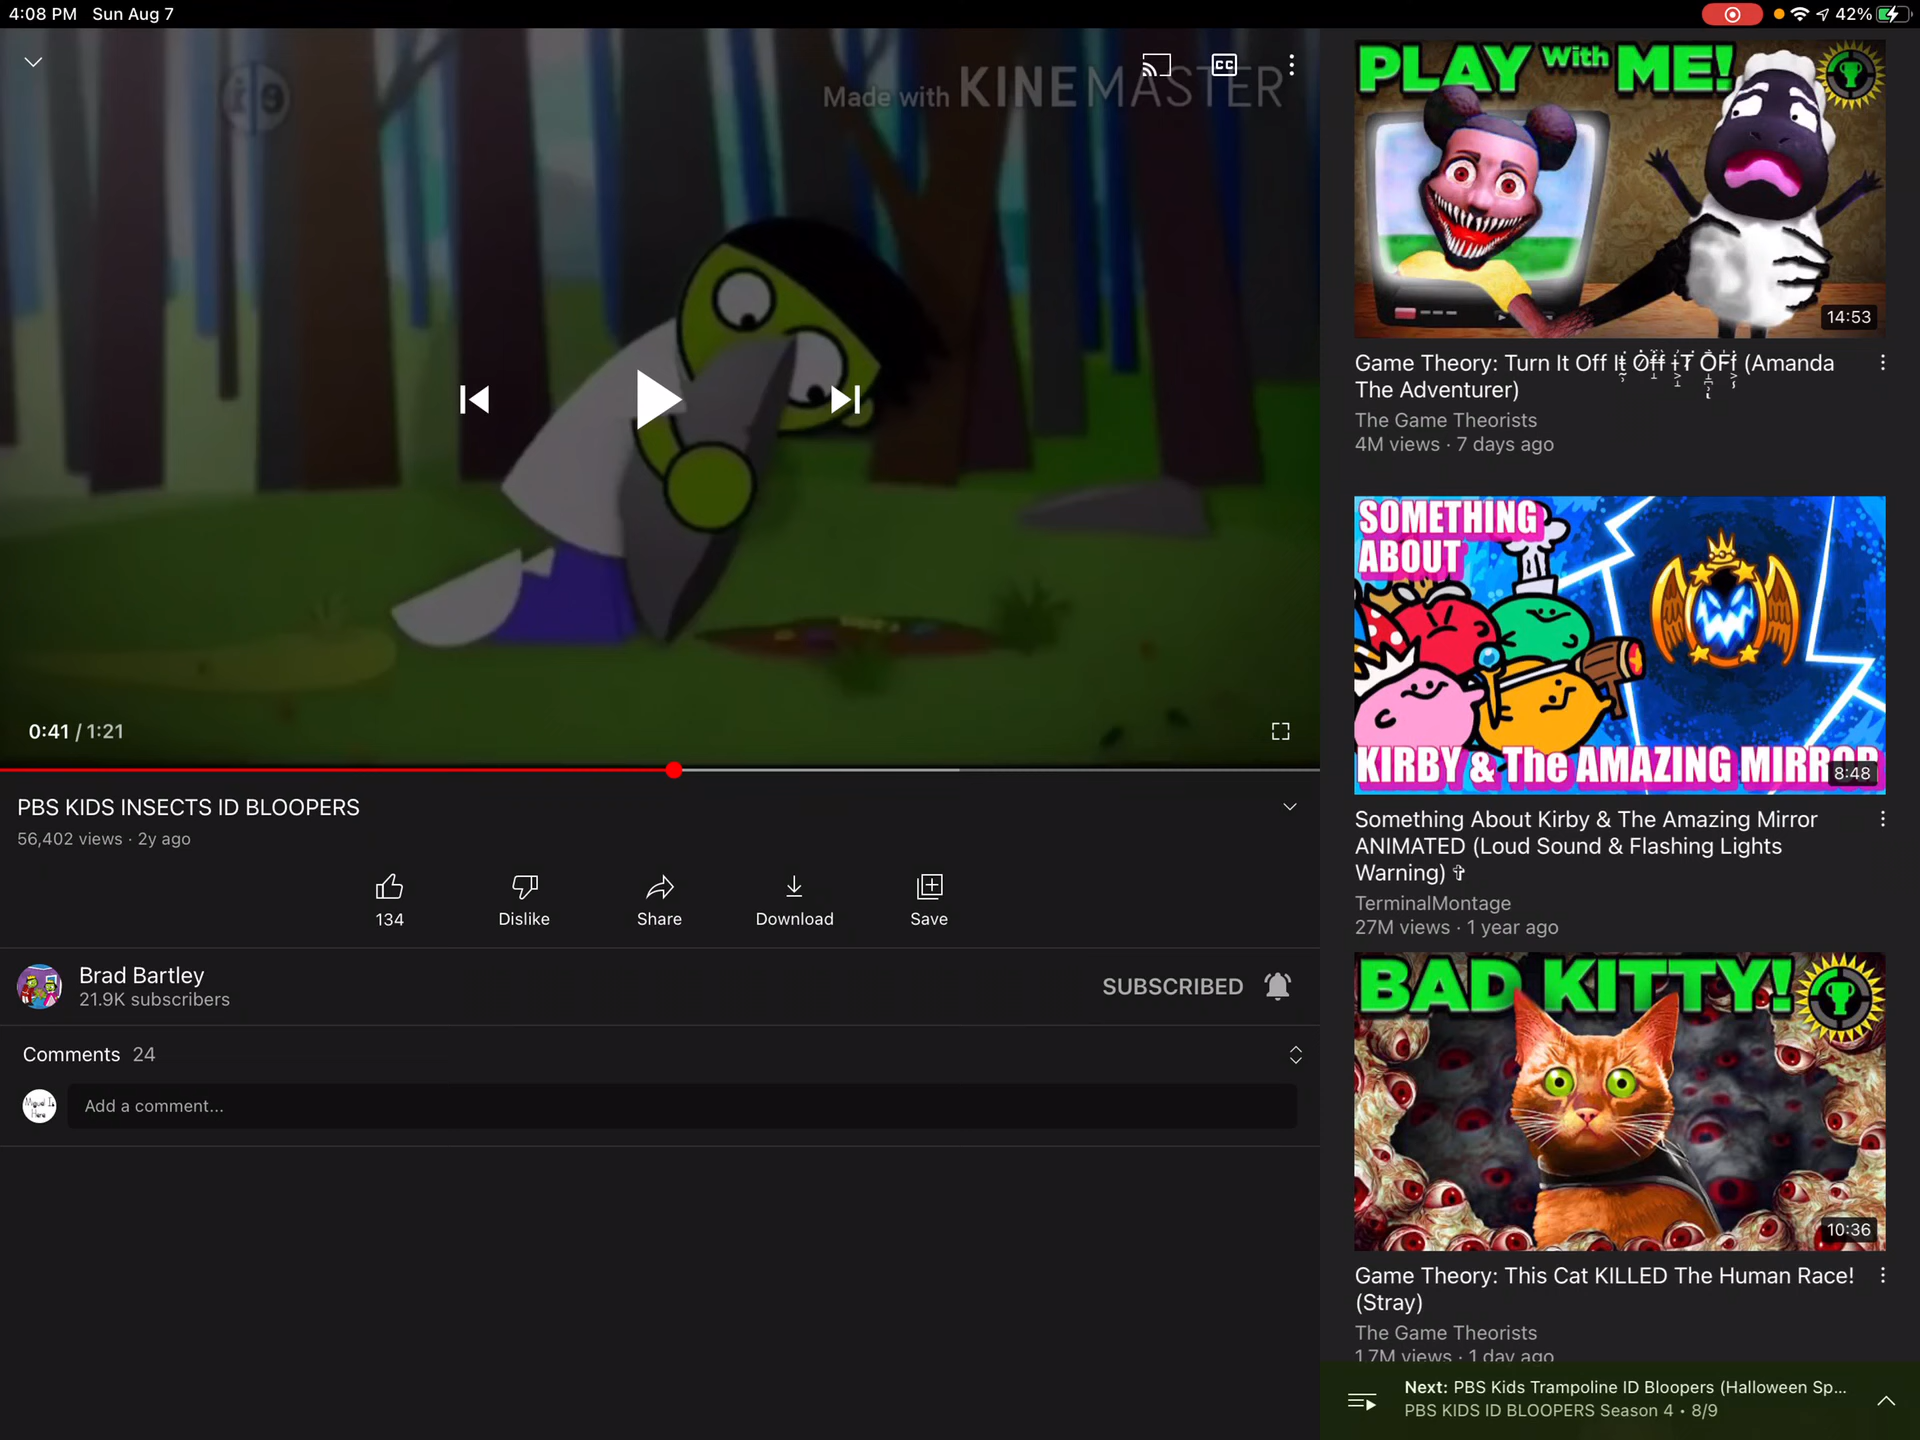 4:08 PM Sun Aug 7
42%
Made with KINEMASTER
CC
0:41 / 1:21
PBS KIDS INSECTS ID BLOOPERS
56,402 views · 2y ago
134
Dislike
Share
Download
Save
Brad Bartley
21.9K subscribers
SUBSCRIBED
Comments 24
Add a comment...
PLAY With ME!
14:53
Game Theory: Turn It Off (Amanda
The Adventurer)
The Game Theorists
4M views · 7 days ago
SOMETHING
ABOUT
KIRBY & The AMAZING MIRROR
8:48
Something About Kirby & The Amazing Mirror
ANIMATED (Loud Sound & Flashing Lights
Warning) ✞
TerminalMontage
27M views · 1 year ago
BAD KITTY!
10:36
Game Theory: This Cat KILLED The Human Race!
(Stray)
The Game Theorists
1.7M views · 1 day ago
Next: PBS Kids Trampoline ID Bloopers (Halloween Sp...
PBS KIDS ID BLOOPERS Season 4 • 8/9